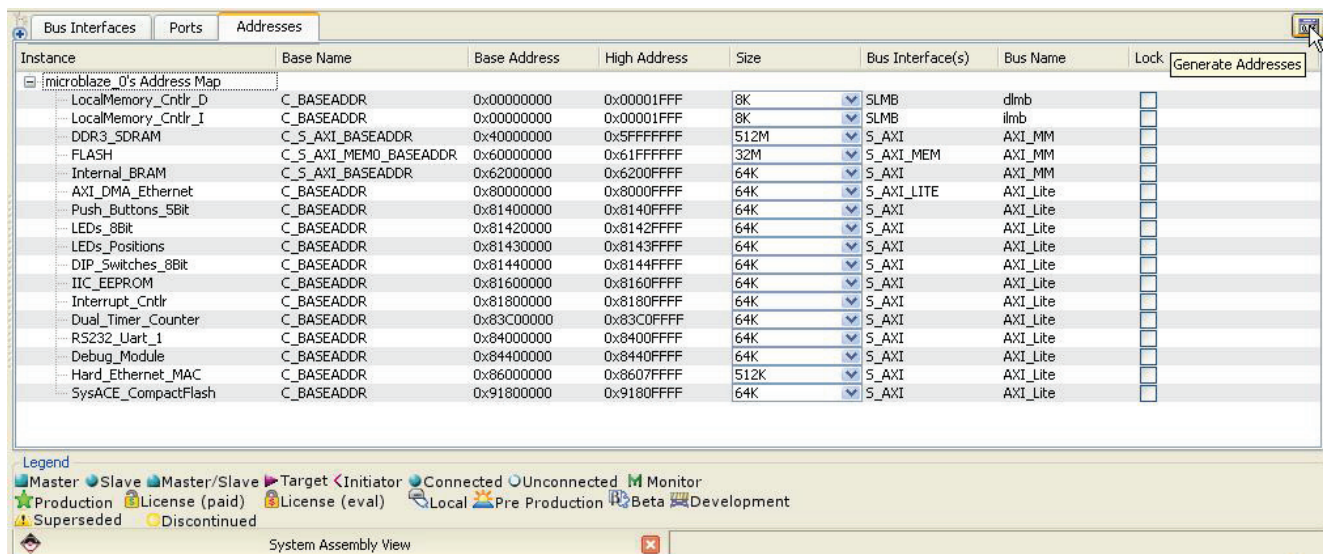 Bus Interfaces Ports Addresses
Instance Base Name Base Address High Address Size Bus Interface(s) Bus Name Lock
Generate Addresses
microblaze_0's Address Map
LocalMemory_Cntlr_D C_BASEADDR 0x00000000 0x00001FFF 8K SLMB dlmb
LocalMemory_Cntlr_I C_BASEADDR 0x00000000 0x00001FFF 8K SLMB ilmb
DDR3_SDRAM C_S_AXI_BASEADDR 0x40000000 0x5FFFFFFF 512M S_AXI AXI_MM
FLASH C_S_AXI_MEM0_BASEADDR 0x60000000 0x61FFFFFF 32M S_AXI_MEM AXI_MM
Internal_BRAM C_S_AXI_BASEADDR 0x62000000 0x6200FFFF 64K S_AXI AXI_MM
AXI_DMA_Ethernet C_BASEADDR 0x80000000 0x8000FFFF 64K S_AXI_LITE AXI_Lite
Push_Buttons_5Bit C_BASEADDR 0x81400000 0x8140FFFF 64K S_AXI AXI_Lite
LEDs_8Bit C_BASEADDR 0x81420000 0x8142FFFF 64K S_AXI AXI_Lite
LEDs_Positions C_BASEADDR 0x81430000 0x8143FFFF 64K S_AXI AXI_Lite
DIP_Switches_8Bit C_BASEADDR 0x81440000 0x8144FFFF 64K S_AXI AXI_Lite
IIC_EEPROM C_BASEADDR 0x81600000 0x8160FFFF 64K S_AXI AXI_Lite
Interrupt_Cntlr C_BASEADDR 0x81800000 0x8180FFFF 64K S_AXI AXI_Lite
Dual_Timer_Counter C_BASEADDR 0x83C00000 0x83C0FFFF 64K S_AXI AXI_Lite
RS232_Uart_1 C_BASEADDR 0x84000000 0x8400FFFF 64K S_AXI AXI_Lite
Debug_Module C_BASEADDR 0x84400000 0x8440FFFF 64K S_AXI AXI_Lite
Hard_Ethernet_MAC C_BASEADDR 0x86000000 0x8607FFFF 512K S_AXI AXI_Lite
SysACE_CompactFlash C_BASEADDR 0x91800000 0x9180FFFF 64K S_AXI AXI_Lite
Legend
Master Slave Master/Slave Target Initiator Connected Unconnected M Monitor
Production License (paid) License (eval) Local Pre Production Beta Development
Superseded Discontinued
System Assembly View